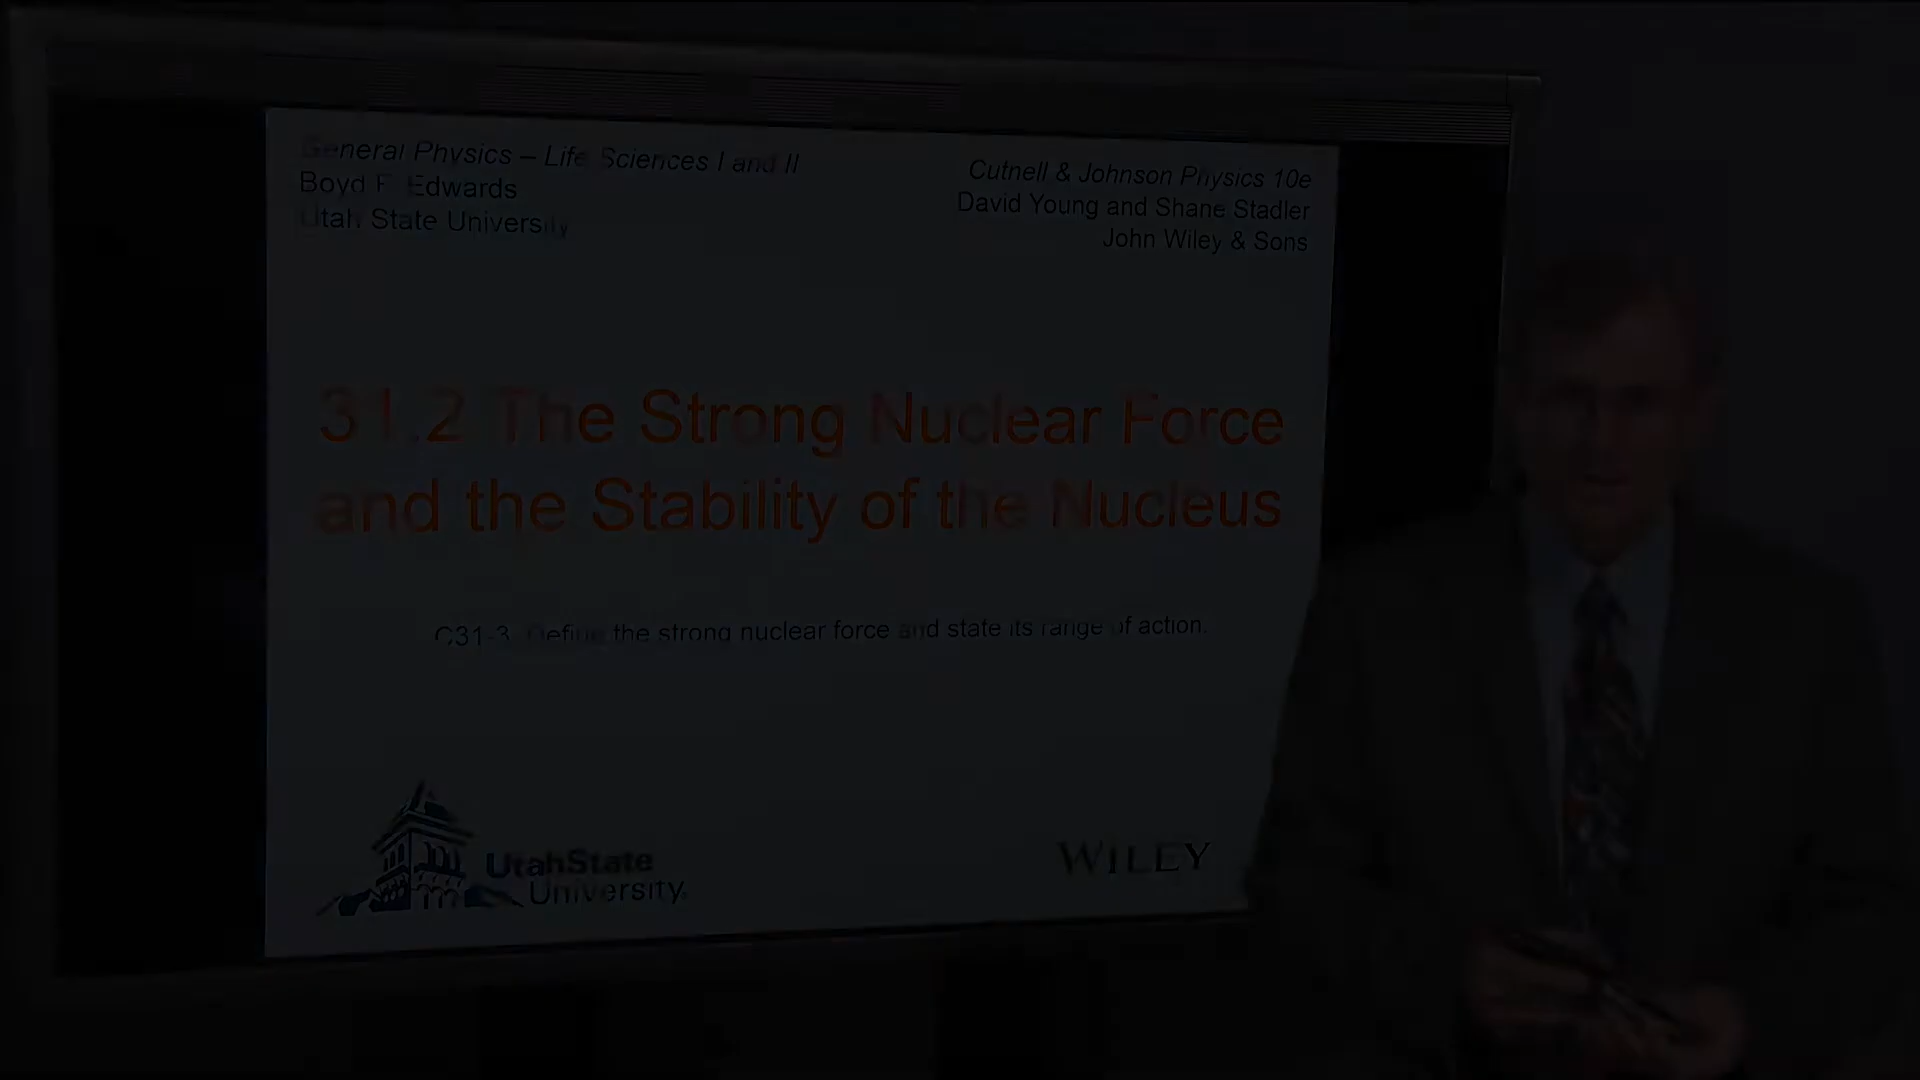 General Physics – Life Sciences I and II
Boyd F. Edwards
Utah State University
Cutnell & Johnson Physics 10e
David Young and Shane Stadler
John Wiley & Sons
31.2 The Strong Nuclear Force
and the Stability of the Nucleus
C31-3. Define the strong nuclear force and state its range of action.
UtahState
University
WILEY